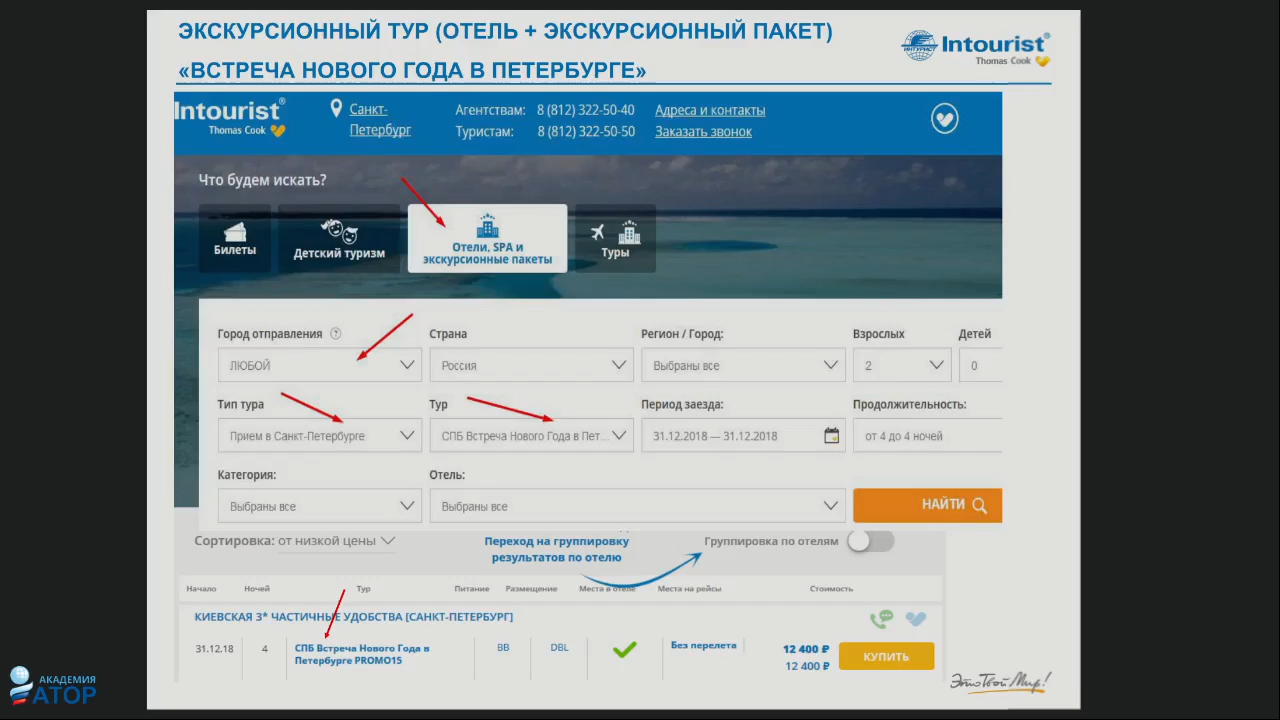 ЭКСКУРСИОННЫЙ ТУР (ОТЕЛЬ + ЭКСКУРСИОННЫЙ ПАКЕТ)
«ВСТРЕЧА НОВОГО ГОДА В ПЕТЕРБУРГЕ»
ИНТУРИСТ
Intourist®
Thomas Cook
Intourist®
Thomas Cook
Санкт-
Петербург
Агентствам: 8 (812) 322-50-40
Туристам: 8 (812) 322-50-50
Адреса и контакты
Заказать звонок
Что будем искать?
Билеты
Детский туризм
Отели, SPA и
экскурсионные пакеты
Туры
Город отправления ? Страна Регион / Город: Взрослых Детей
ЛЮБОЙ Россия Выбраны все 2 0
Тип тура Тур Период заезда: Продолжительность:
Прием в Санкт-Петербурге СПБ Встреча Нового Года в Пет... 31.12.2018 — 31.12.2018 от 4 до 4 ночей
Категория: Отель:
Выбраны все Выбраны все НАЙТИ
Сортировка: от низкой цены
Переход на группировку
результатов по отелю
Группировка по отелям
Начало Ночей Тур Питание Размещение Места в отеле Места на рейсы Стоимость
КИЕВСКАЯ 3* ЧАСТИЧНЫЕ УДОБСТВА [САНКТ-ПЕТЕРБУРГ]
31.12.18 4 СПБ Встреча Нового Года в BB DBL Без перелета 12 400 ₽ КУПИТЬ
Петербурге PROMO15 12 400 ₽
АКАДЕМИЯ
АТОР
Это Твой Мир!